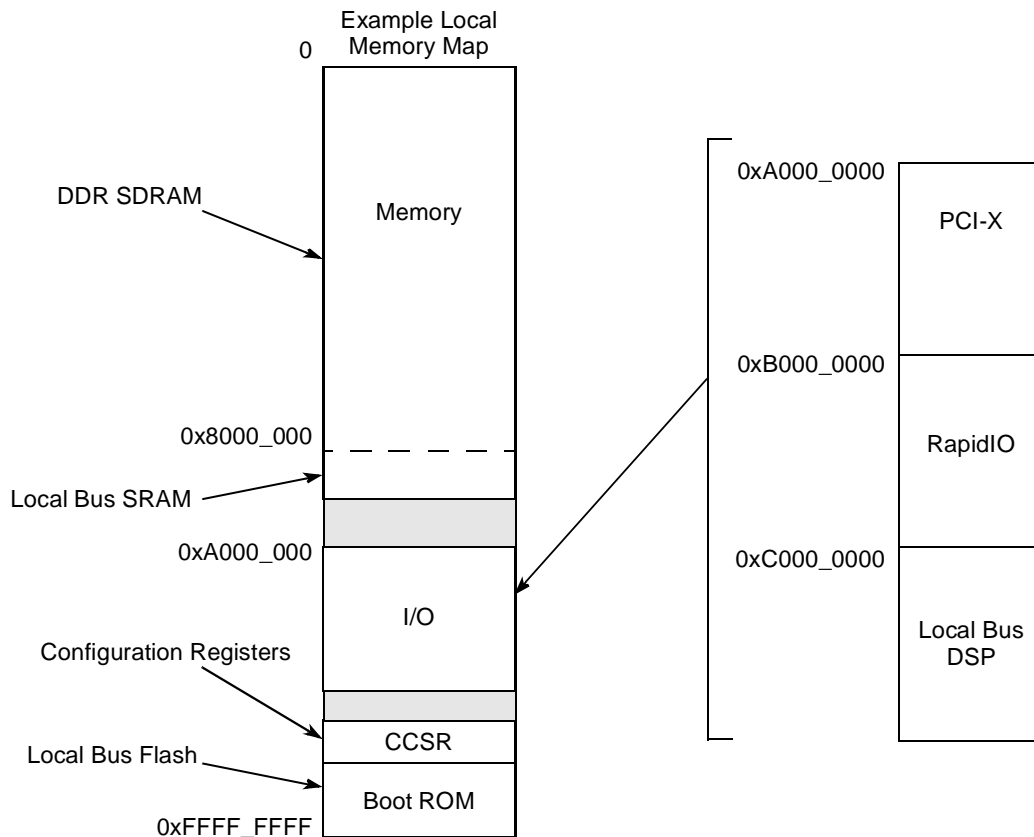 Example Local
Memory Map
0
DDR SDRAM
Memory
0x8000_000
Local Bus SRAM
0xA000_000
I/O
Configuration Registers
CCSR
Local Bus Flash
Boot ROM
0xFFFF_FFFF
0xA000_0000
PCI-X
0xB000_0000
RapidIO
0xC000_0000
Local Bus
DSP